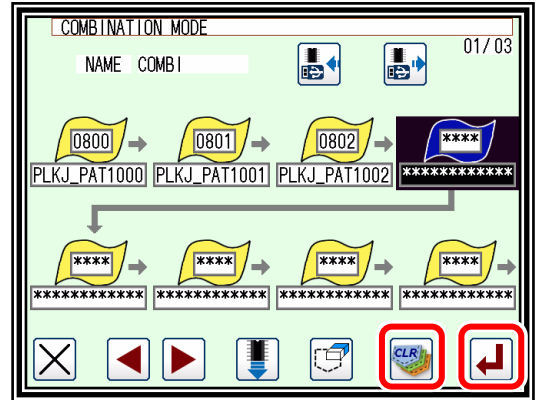 COMBINATION MODE
NAME COMBI
01/03
0800 0801 0802 ****
PLKJ_PAT1000 PLKJ_PAT1001 PLKJ_PAT1002 ************
**** **** **** ****
************ ************ ************ ************
CLR